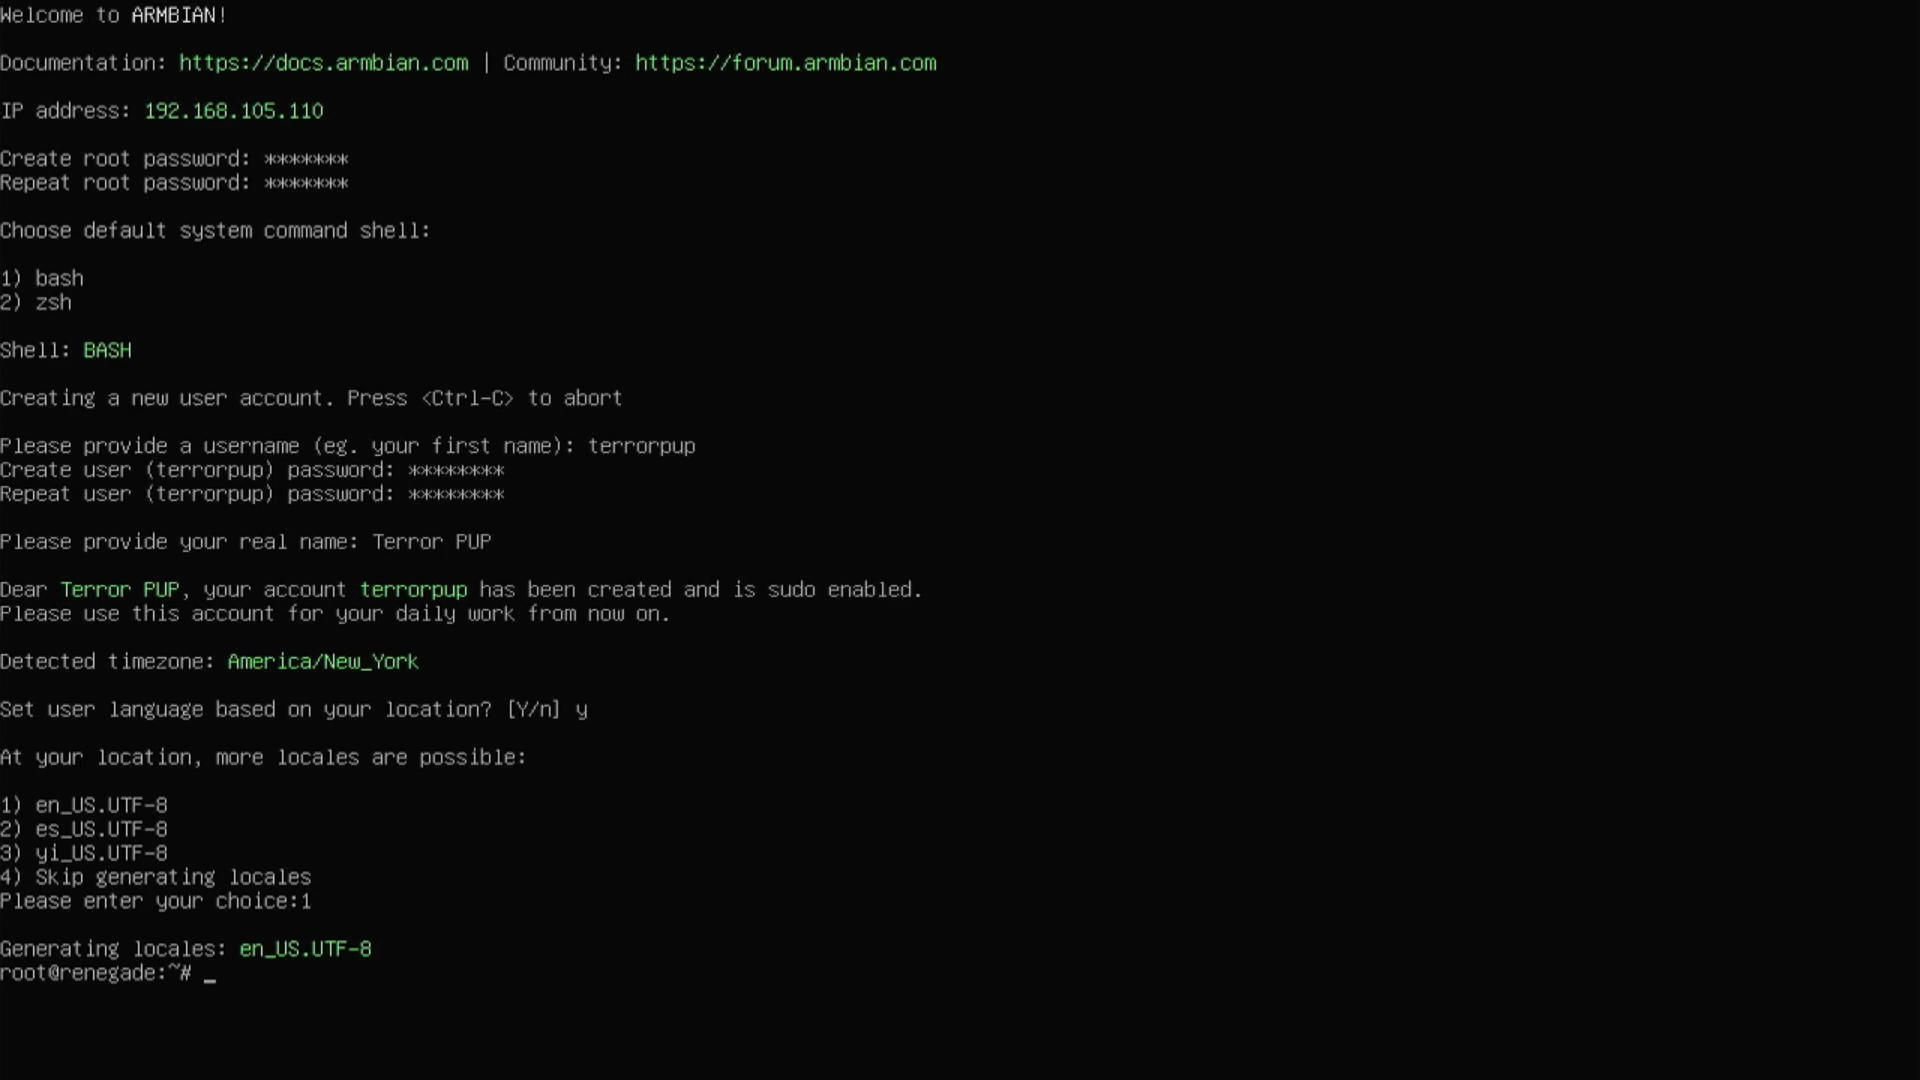 Welcome to ARMBIAN!
Documentation: https://docs.armbian.com | Community: https://forum.armbian.com
IP address: 192.168.105.110
Create root password: *******
Repeat root password: *******
Choose default system command shell:
1) bash
2) zsh
Shell: BASH
Creating a new user account. Press <Ctrl-C> to abort
Please provide a username (eg. your first name): terrorpup
Create user (terrorpup) password: ********
Repeat user (terrorpup) password: ********
Please provide your real name: Terror PUP
Dear Terror PUP, your account terrorpup has been created and is sudo enabled.
Please use this account for your daily work from now on.
Detected timezone: America/New_York
Set user language based on your location? [Y/n] y
At your location, more locales are possible:
1) en_US.UTF-8
2) es_US.UTF-8
3) yi_US.UTF-8
4) Skip generating locales
Please enter your choice:1
Generating locales: en_US.UTF-8
root@renegade:~# _